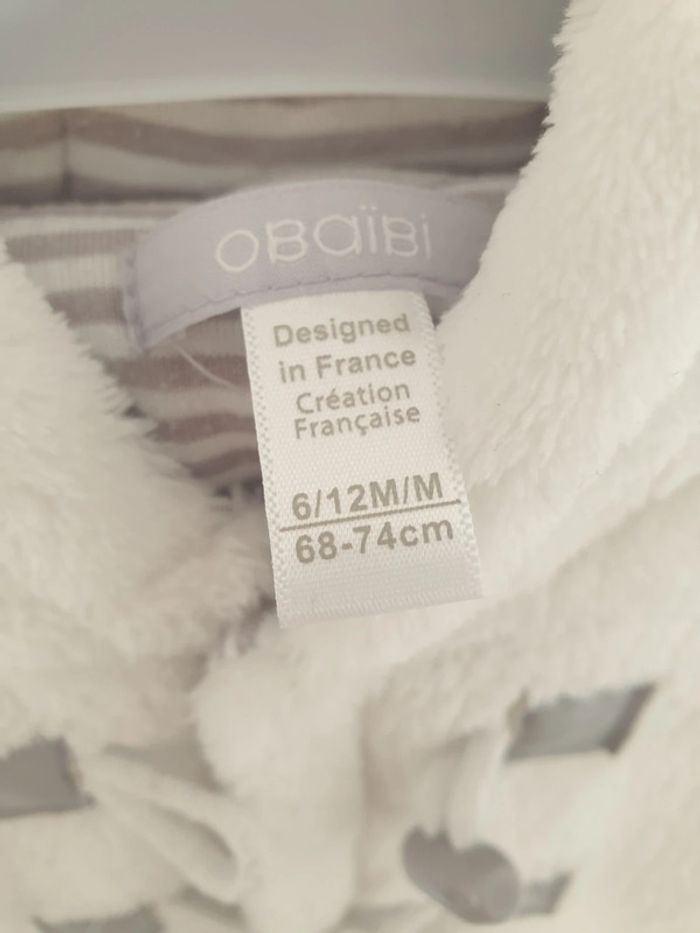 OBaïBi
Designed
in France
Création
Française
6/12M/M
68-74cm